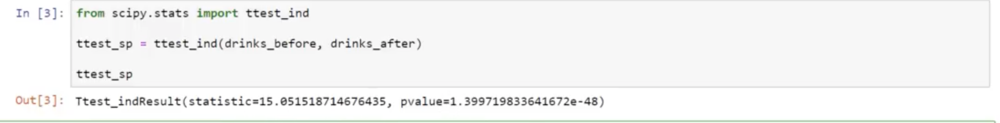 In [3]: from scipy.stats import ttest_ind
ttest_sp = ttest_ind(drinks_before, drinks_after)
ttest_sp
Out[3]: Ttest_indResult(statistic=15.051518714676435, pvalue=1.399719833641672e-48)